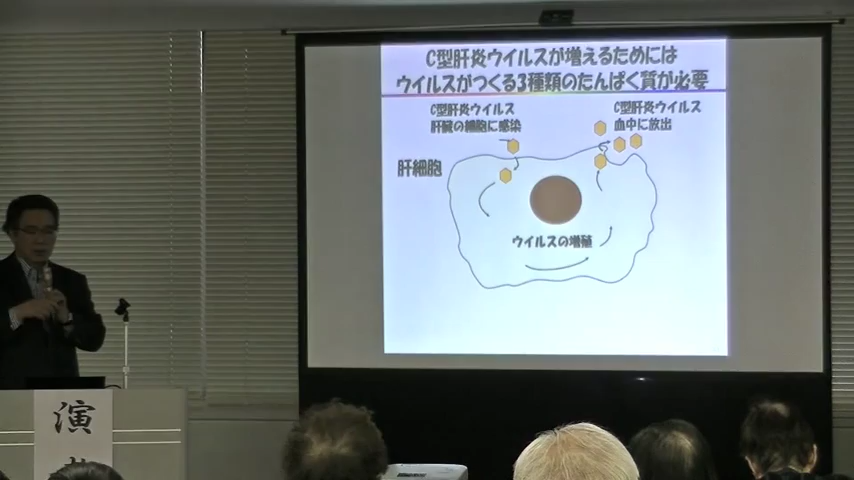 C型肝炎ウイルスが増えるためには
ウイルスがつくる3種類のたんぱく質が必要
C型肝炎ウイルス
肝臓の細胞に感染
C型肝炎ウイルス
血中に放出
肝細胞
ウイルスの増殖
演